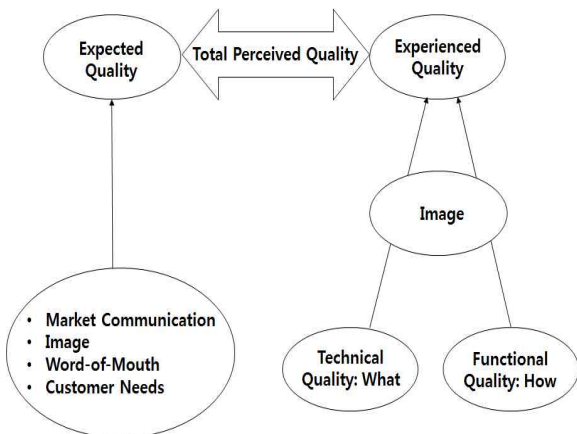 Expected
Quality
Total Perceived Quality
Experienced
Quality
Image
• Market Communication
• Image
• Word-of-Mouth
• Customer Needs
Technical
Quality: What
Functional
Quality: How